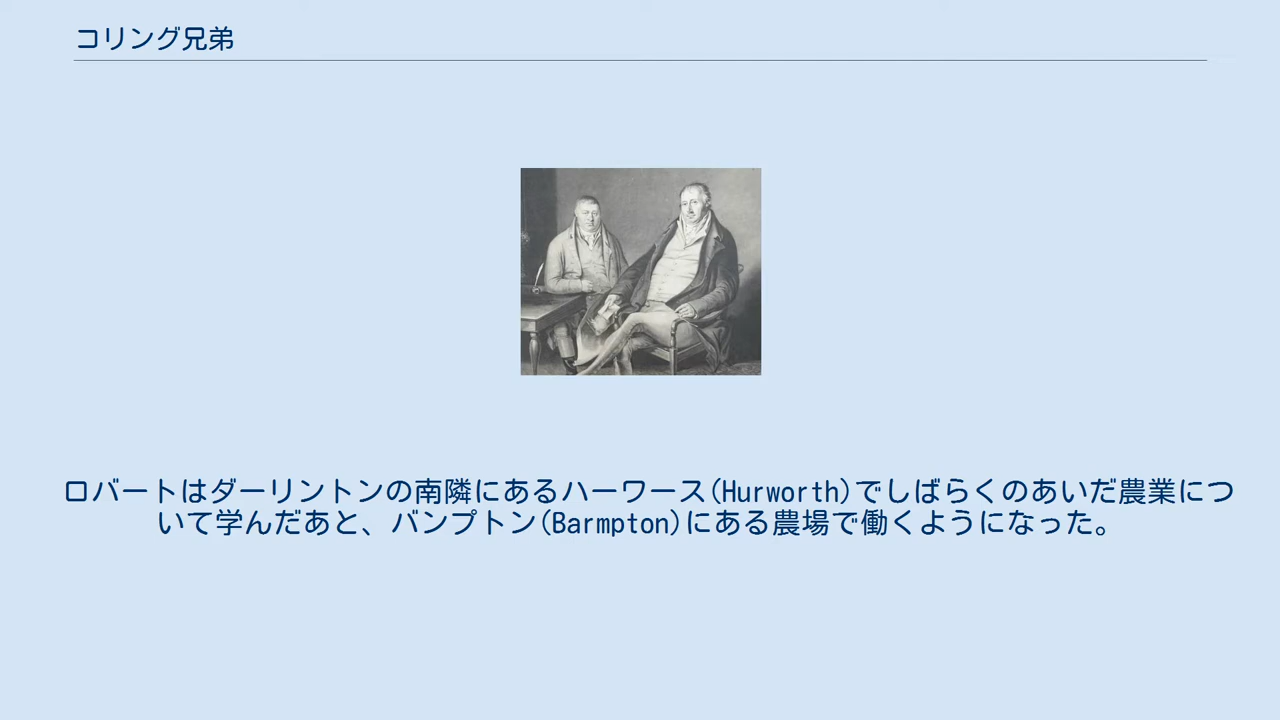 コリング兄弟
ロバートはダーリントンの南隣にあるハーワース(Hurworth)でしばらくのあいだ農業につ
いて学んだあと、バンプトン(Barmpton)にある農場で働くようになった。